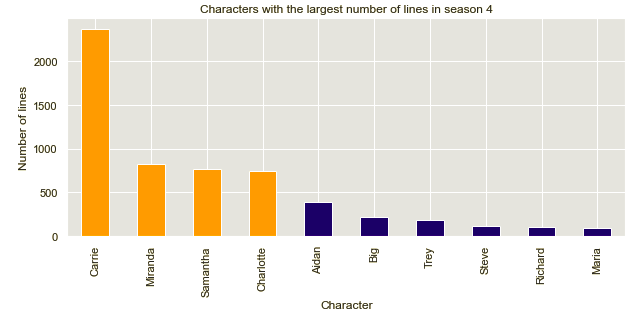 Characters with the largest number of lines in season 4
Number of lines
2000
1500
1000
500
0
Carrie
Miranda
Samantha
Charlotte
Aidan
Big
Trey
Steve
Richard
Maria
Character